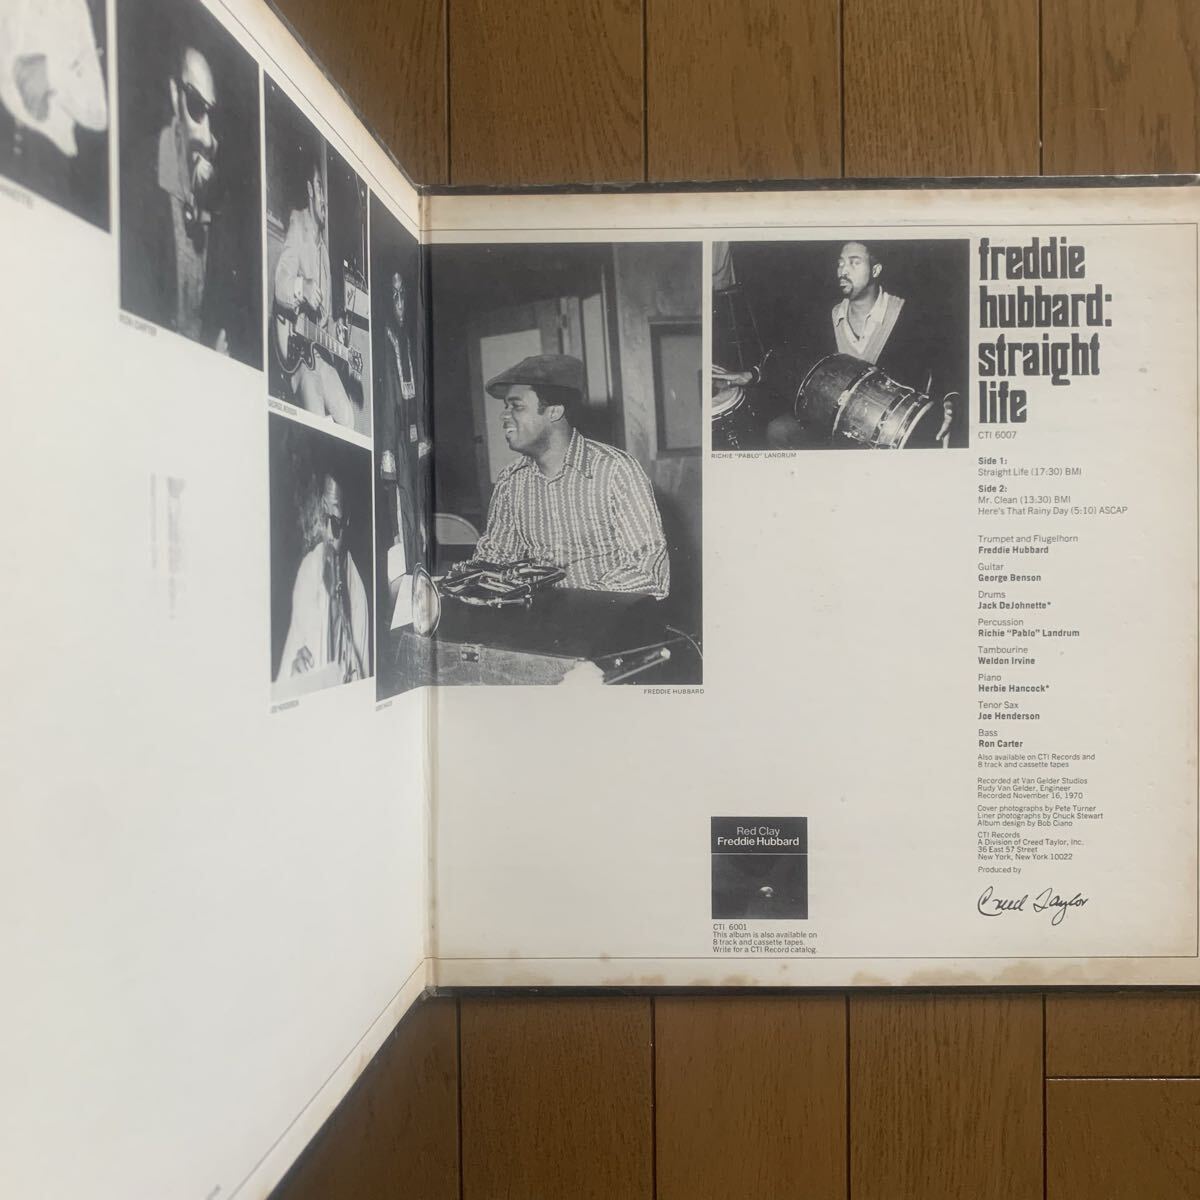 RON CARTER
GEORGE BENSON
JOE HENDERSON
FREDDIE HUBBARD
RICHIE "PABLO" LANDRUM
freddie
hubbard:
straight
life
CTI 6007
Side 1:
Straight Life (17:30) BMI
Side 2:
Mr. Clean (13:30) BMI
Here's That Rainy Day (5:10) ASCAP
Trumpet and Flugelhorn
Freddie Hubbard
Guitar
George Benson
Drums
Jack DeJohnette*
Percussion
Richie "Pablo" Landrum
Tambourine
Weldon Irvine
Piano
Herbie Hancock*
Tenor Sax
Joe Henderson
Bass
Ron Carter
Also available on CTI Records and
8 track and cassette tapes
Recorded at Van Gelder Studios
Rudy Van Gelder, Engineer
Recorded November 16, 1970
Cover photographs by Pete Turner
Liner photographs by Chuck Stewart
Album design by Bob Ciano
CTI Records
A Division of Creed Taylor, Inc.
36 East 57 Street
New York, New York 10022
Produced by
Creed Taylor
Red Clay
Freddie Hubbard
CTI 6001
This album is also available on
8 track and cassette tapes.
Write for a CTI Record catalog.